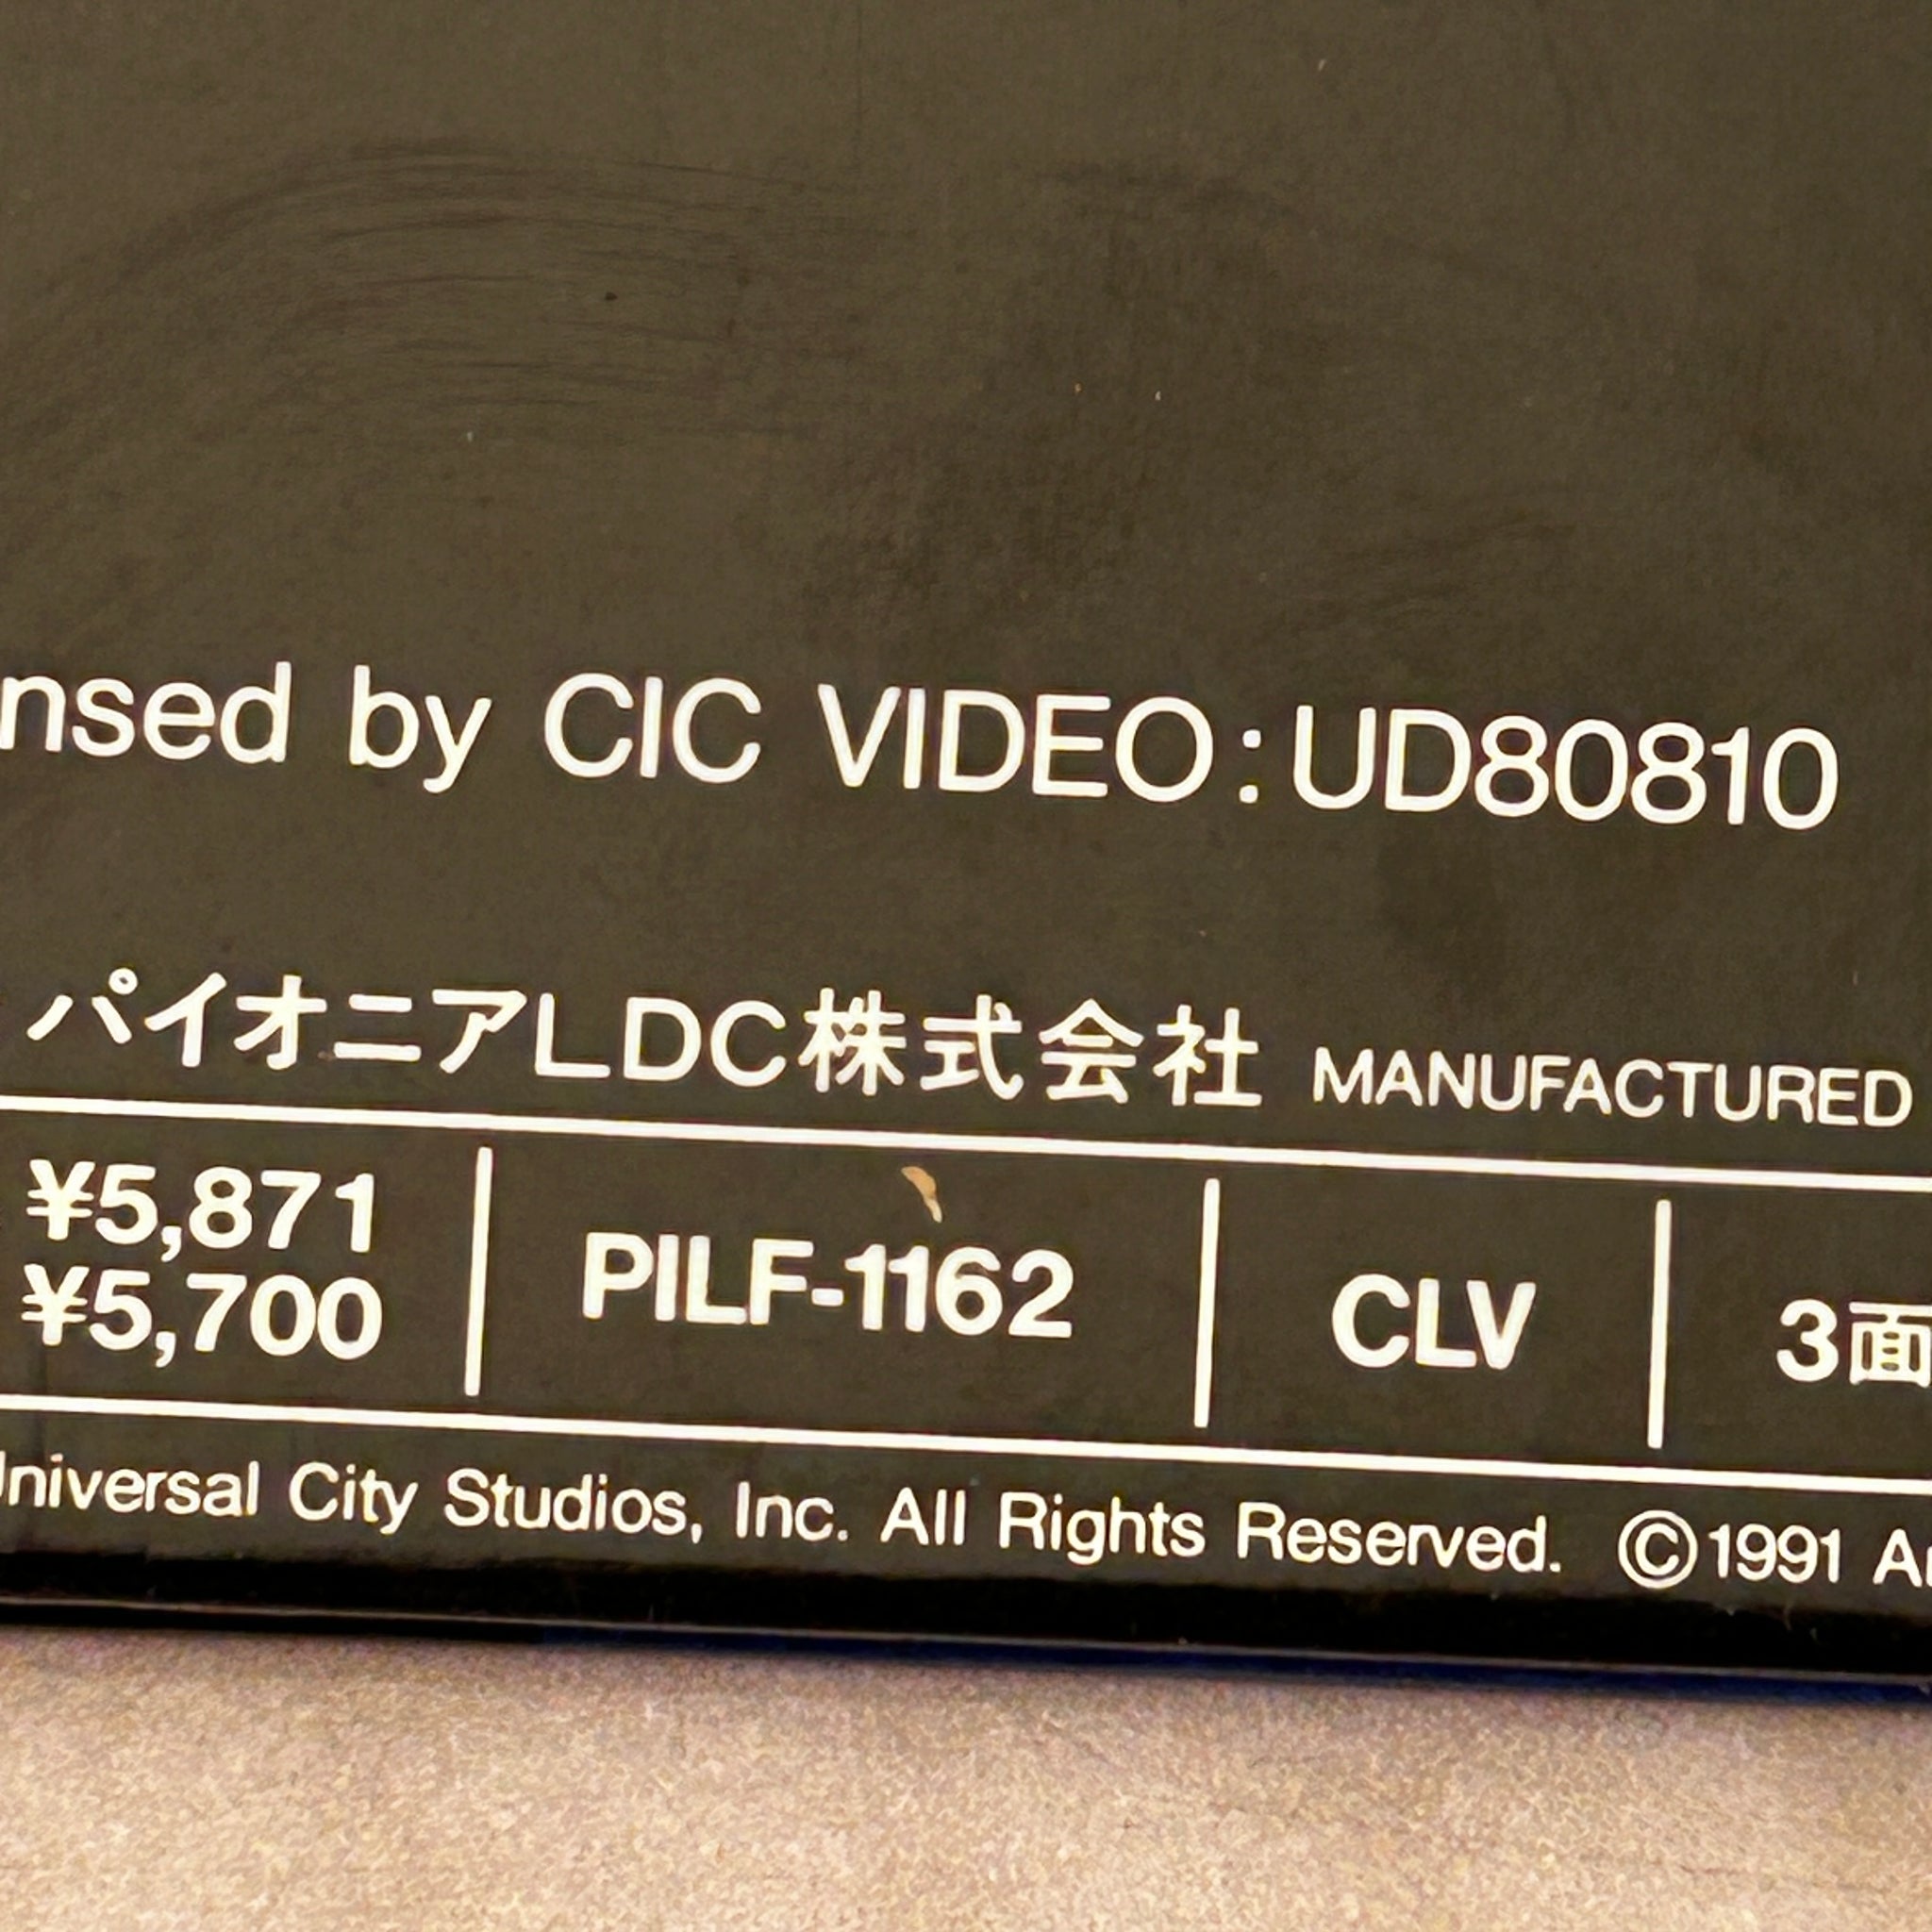 nsed by CIC VIDEO:UD80810
パイオニアLDC株式会社 MANUFACTURED
¥5,871
¥5,700
PILF-1162
CLV
3面
Universal City Studios, Inc. All Rights Reserved. ©1991 A